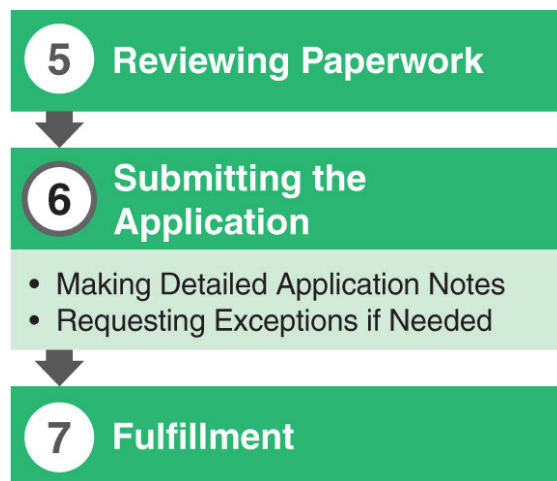 5 Reviewing Paperwork
6 Submitting the
Application
• Making Detailed Application Notes
• Requesting Exceptions if Needed
7 Fulfillment